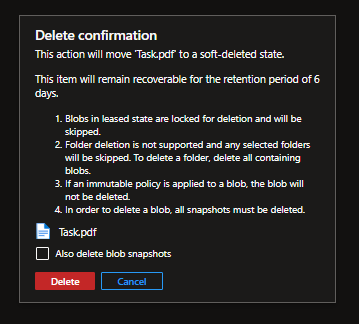 Delete confirmation
This action will move 'Task.pdf' to a soft-deleted state.
This item will remain recoverable for the retention period of 6
days.
1. Blobs in leased state are locked for deletion and will be
skipped.
2. Folder deletion is not supported and any selected folders
will be skipped. To delete a folder, delete all containing
blobs.
3. If an immutable policy is applied to a blob, the blob will
not be deleted.
4. In order to delete a blob, all snapshots must be deleted.
Task.pdf
Also delete blob snapshots
Delete
Cancel